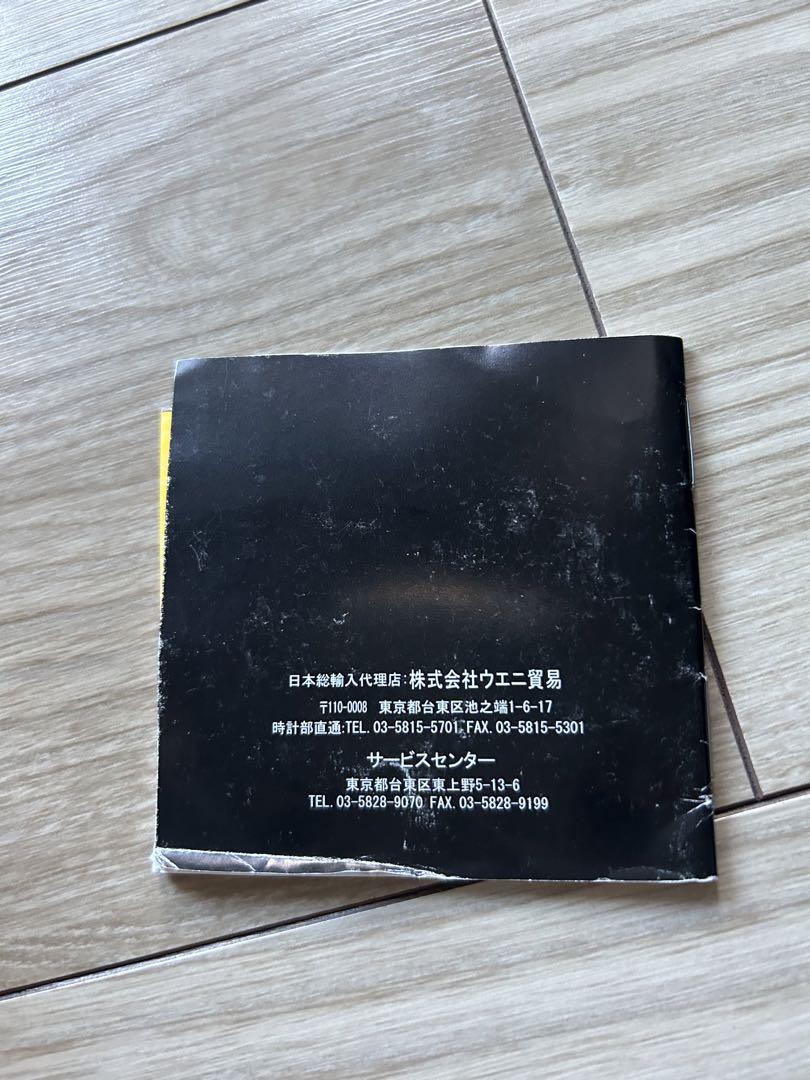 日本総輸入代理店:株式会社ウエニ貿易
〒110-0008 東京都台東区池之端1-6-17
時計部直通:TEL. 03-5815-5701 FAX. 03-5815-5301
サービスセンター
東京都台東区東上野5-13-6
TEL. 03-5828-9070 FAX. 03-5828-9199